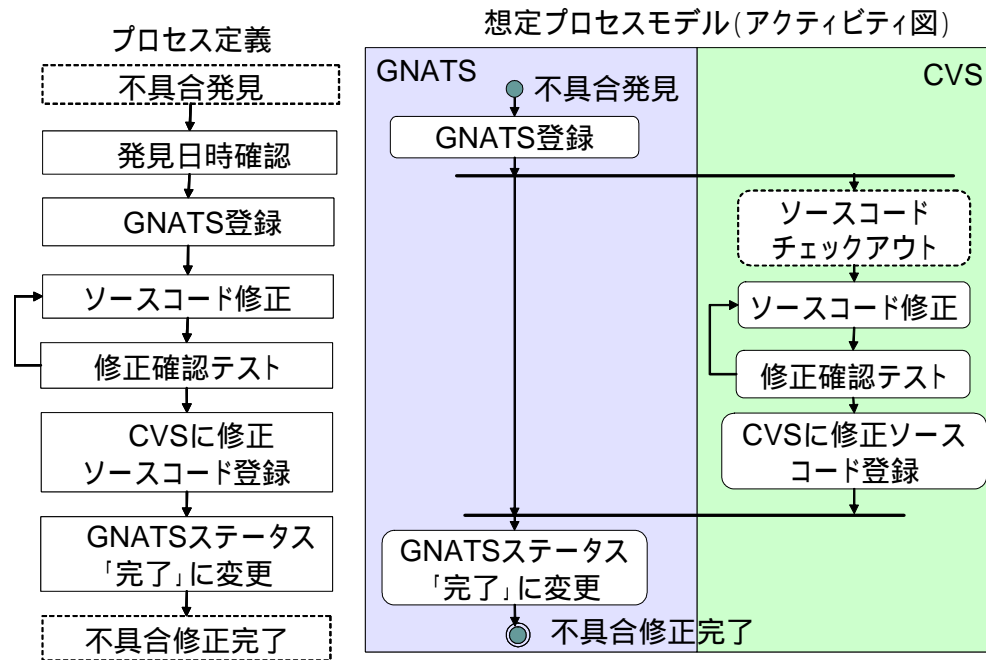 プロセス定義
不具合発見
発見日時確認
GNATS登録
ソースコード修正
修正確認テスト
CVSに修正
ソースコード登録
GNATSステータス
「完了」に変更
不具合修正完了
想定プロセスモデル(アクティビティ図)
GNATS
CVS
不具合発見
GNATS登録
ソースコード
チェックアウト
ソースコード修正
修正確認テスト
CVSに修正ソース
コード登録
GNATSステータス
「完了」に変更
不具合修正完了